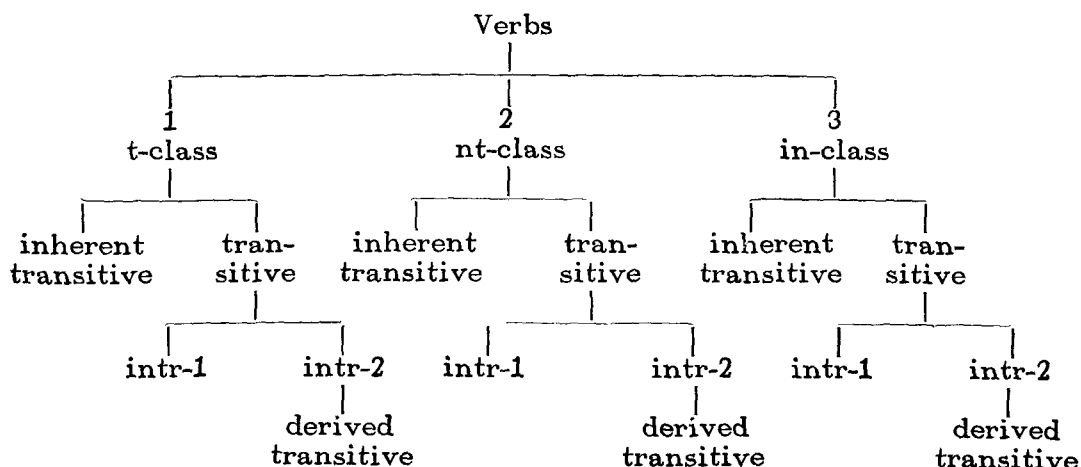 Verbs
1 2 3
t-class nt-class in-class
inherent tran- inherent tran- inherent tran-
transitive sitive transitive sitive transitive sitive
intr-1 intr-2 intr-1 intr-2 intr-1 intr-2
derived derived derived
transitive transitive transitive